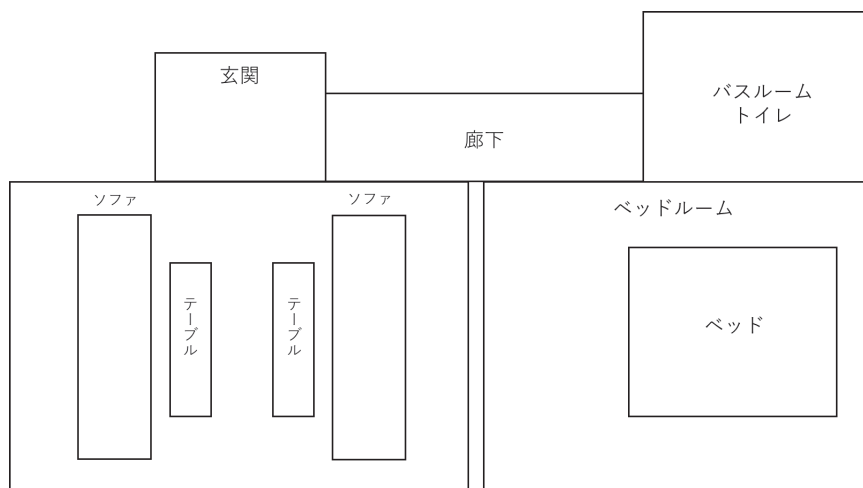 玄関
バスルーム
トイレ
廊下
ソファ
ソファ
ベッドルーム
テーブル
テーブル
ベッド